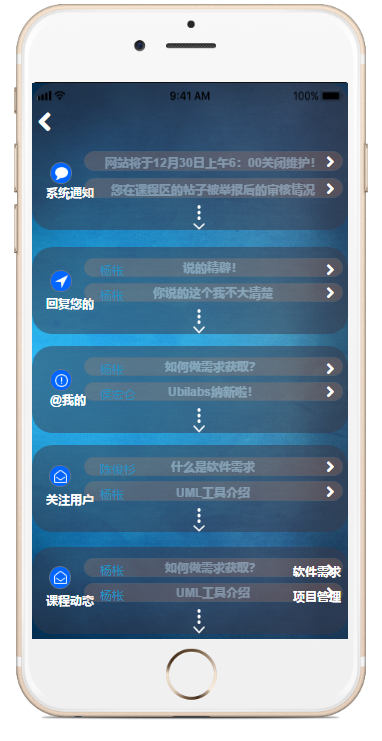 9:41 AM 100%
网站将于12月30日上午6：00关闭维护！
系统通知
您在课程区的帖子被举报后的审核情况
杨枨 说的精辟！
回复您的
杨枨 你说的这个我不大清楚
杨枨 如何做需求获取?
@我的
Ubilabs纳新啦！
陈俊杉 什么是软件需求
关注用户
杨枨 UML工具介绍
杨枨 如何做需求获取? 软件需求
课程动态
杨枨 UML工具介绍 项目管理